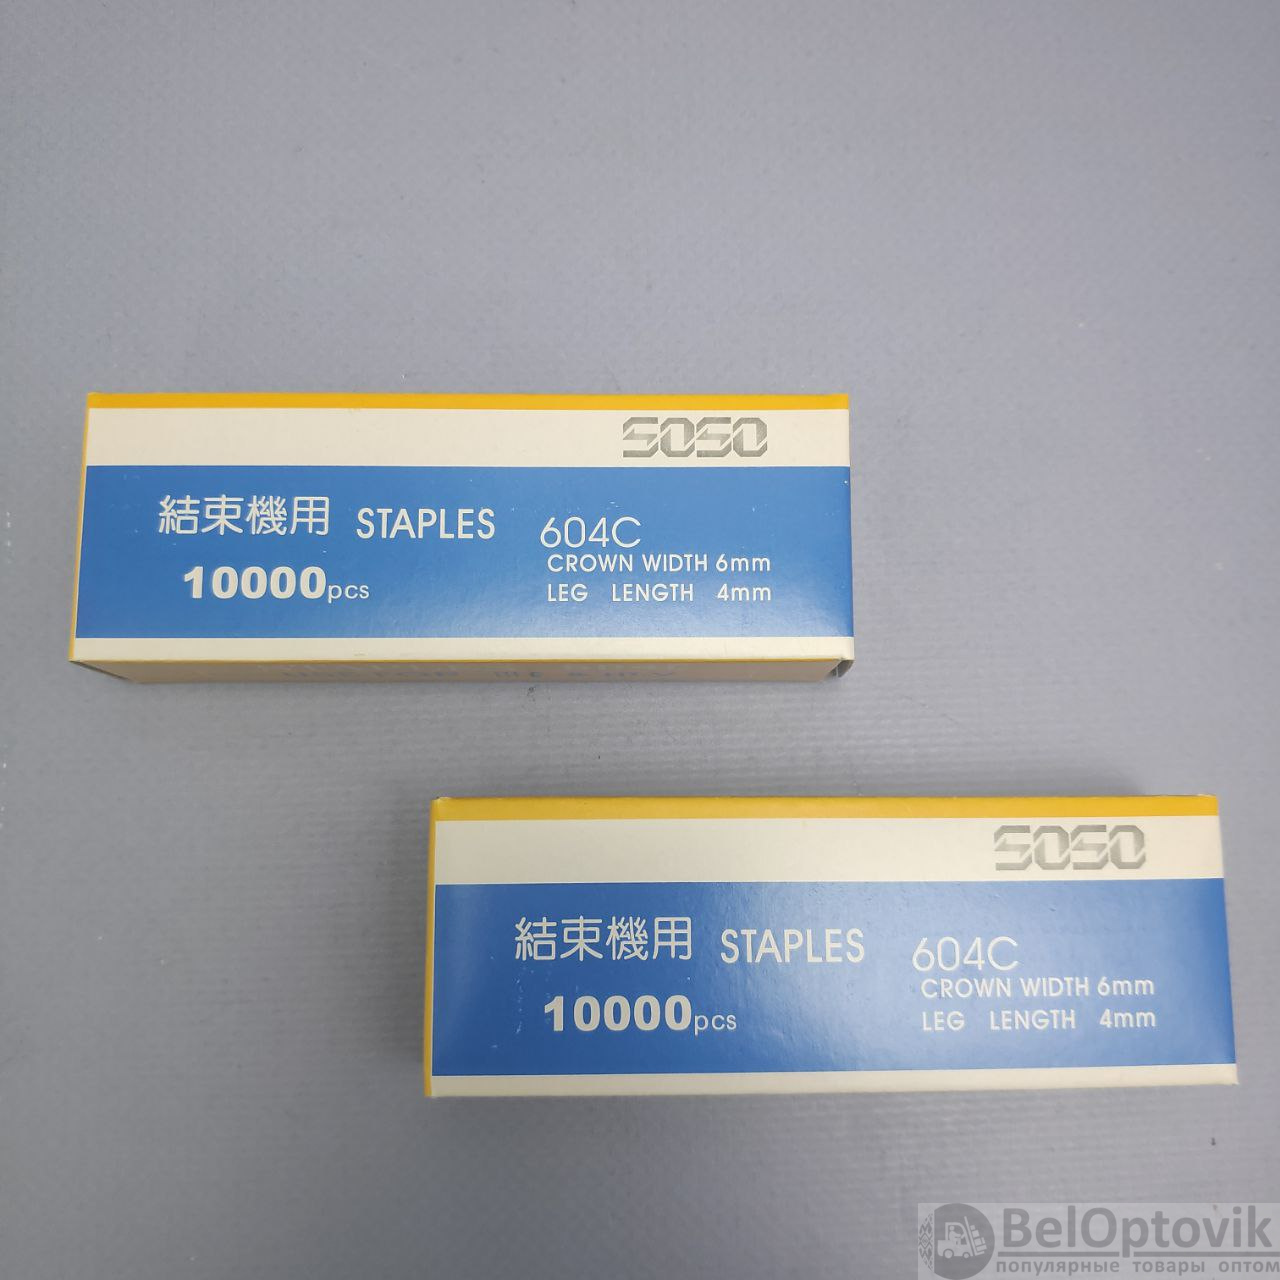 SOSO
結束機用 STAPLES 604C
CROWN WIDTH 6mm
10000pcs LEG LENGTH 4mm
SOSO
結束機用 STAPLES 604C
CROWN WIDTH 6mm
10000pcs LEG LENGTH 4mm
BelOptovik
популярные товары оптом